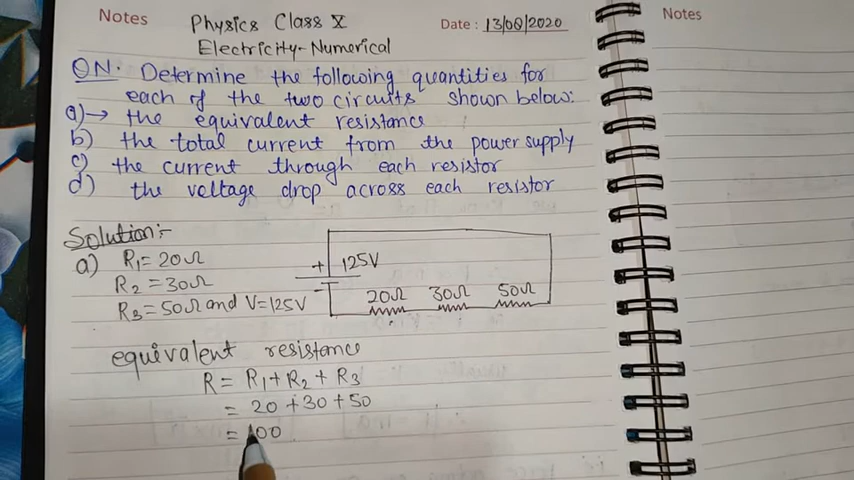 Notes
Physics Class X
Date : 13/08/2020
Electricity-Numerical
QN. Determine the following quantities for
each of the two circuits shown below:
a)→ the equivalent resistance
b) the total current from the power supply
c) the current through each resistor
d) the voltage drop across each resistor
Solution:-
a) R₁ = 20Ω
R₂ = 30Ω
R₃ = 50Ω and V=125V
+ 125V
-
20Ω 30Ω 50Ω
equivalent resistance
R = R₁ + R₂ + R₃
= 20 + 30 + 50
= 100
Notes